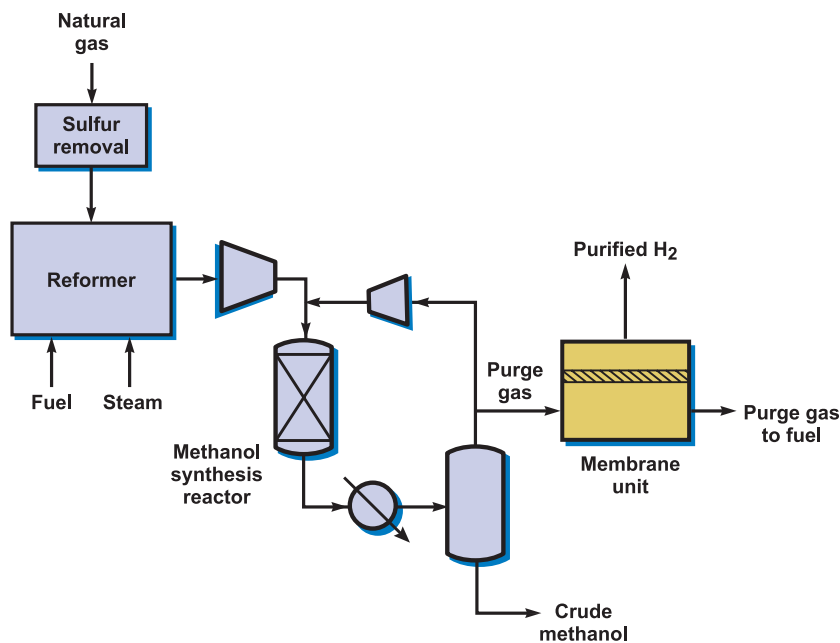 Natural
gas
Sulfur
removal
Reformer
Fuel
Steam
Methanol
synthesis
reactor
Purified H₂
Purge
gas
Purge gas
to fuel
Membrane
unit
Crude
methanol